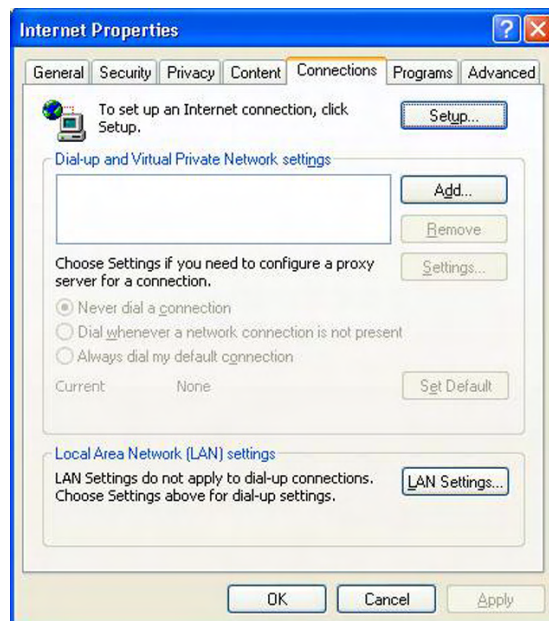 Internet Properties
General Security Privacy Content Connections Programs Advanced
To set up an Internet connection, click
Setup.
Setup...
Dial-up and Virtual Private Network settings
Add...
Remove
Choose Settings if you need to configure a proxy
server for a connection.
Settings...
Never dial a connection
Dial whenever a network connection is not present
Always dial my default connection
Current None
Set Default
Local Area Network (LAN) settings
LAN Settings do not apply to dial-up connections.
Choose Settings above for dial-up settings.
LAN Settings...
OK Cancel Apply